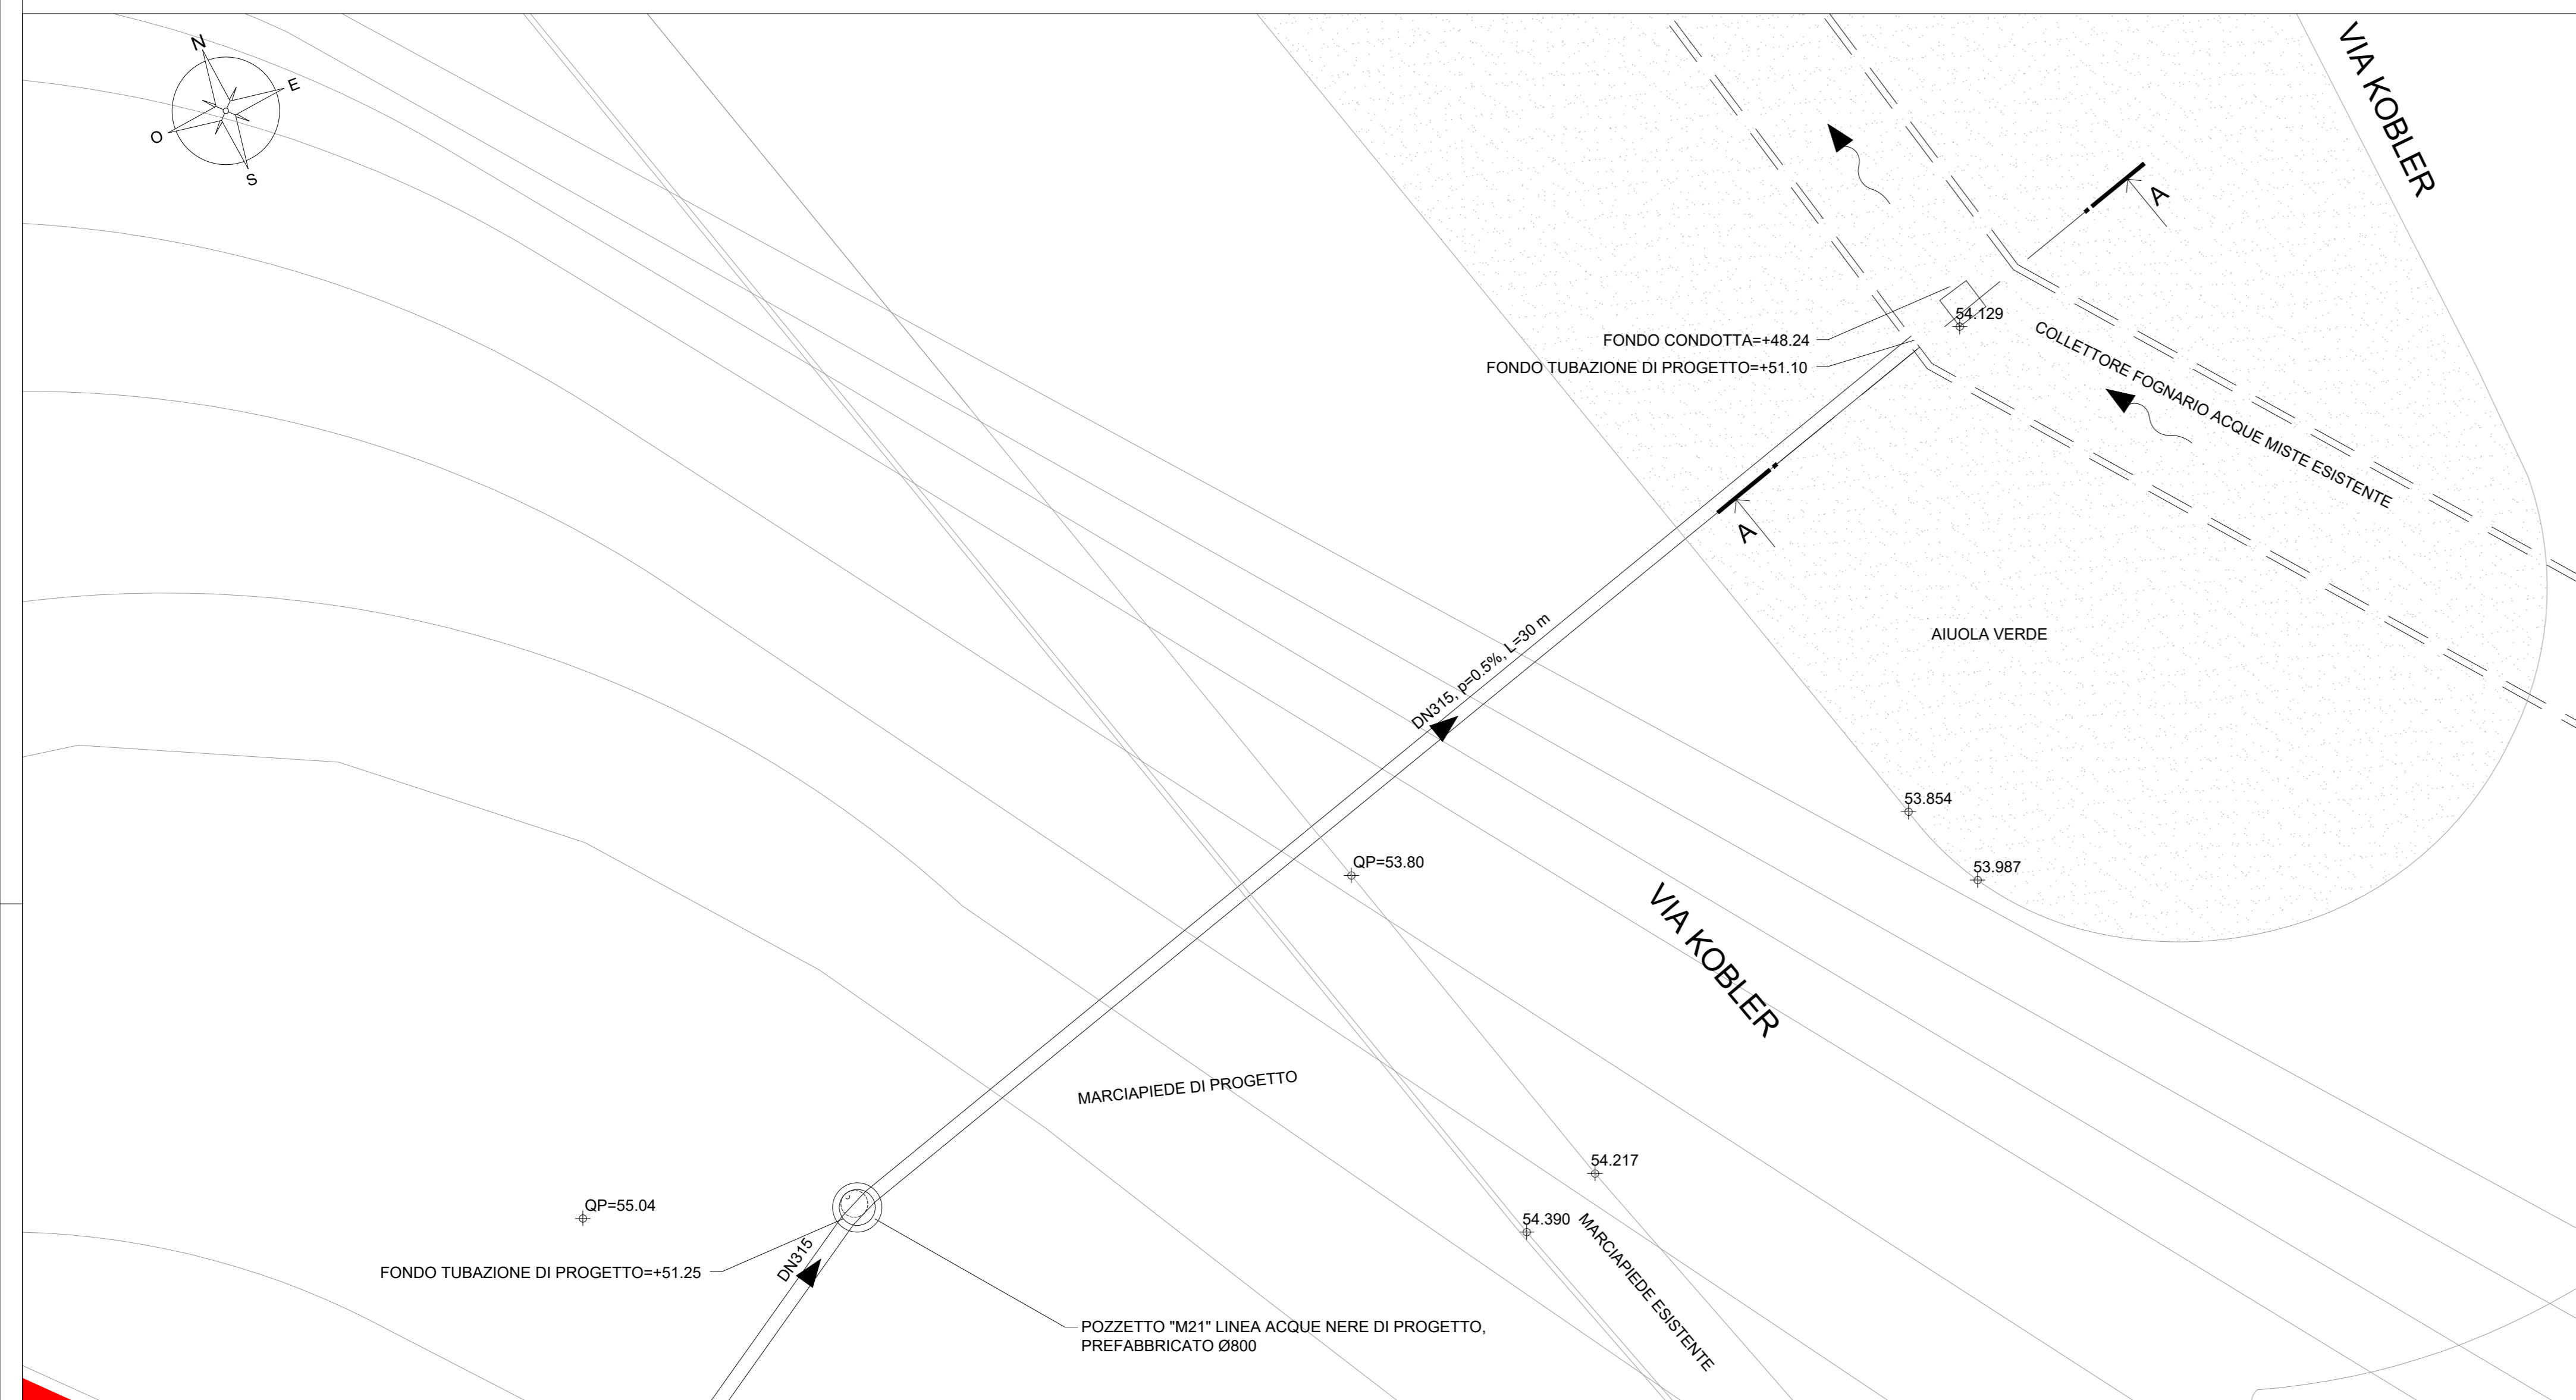 N
E
O
S
VIA KOBLER
A
54.129
FONDO CONDOTTA=+48.24
FONDO TUBAZIONE DI PROGETTO=+51.10
COLLETTORE FOGNARIO ACQUE MISTE ESISTENTE
A
DN315, p=0.5%, L=30 m
AIUOLA VERDE
53.854
QP=53.80
53.987
VIA KOBLER
MARCIAPIEDE DI PROGETTO
54.217
QP=55.04
54.390
MARCIAPIEDE ESISTENTE
DN315
FONDO TUBAZIONE DI PROGETTO=+51.25
POZZETTO "M21" LINEA ACQUE NERE DI PROGETTO,
PREFABBRICATO Ø800